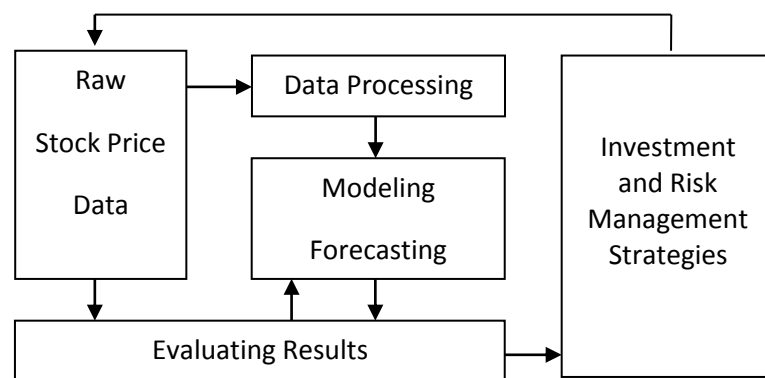 Raw
Stock Price
Data
Data Processing
Modeling
Forecasting
Investment
and Risk
Management
Strategies
Evaluating Results